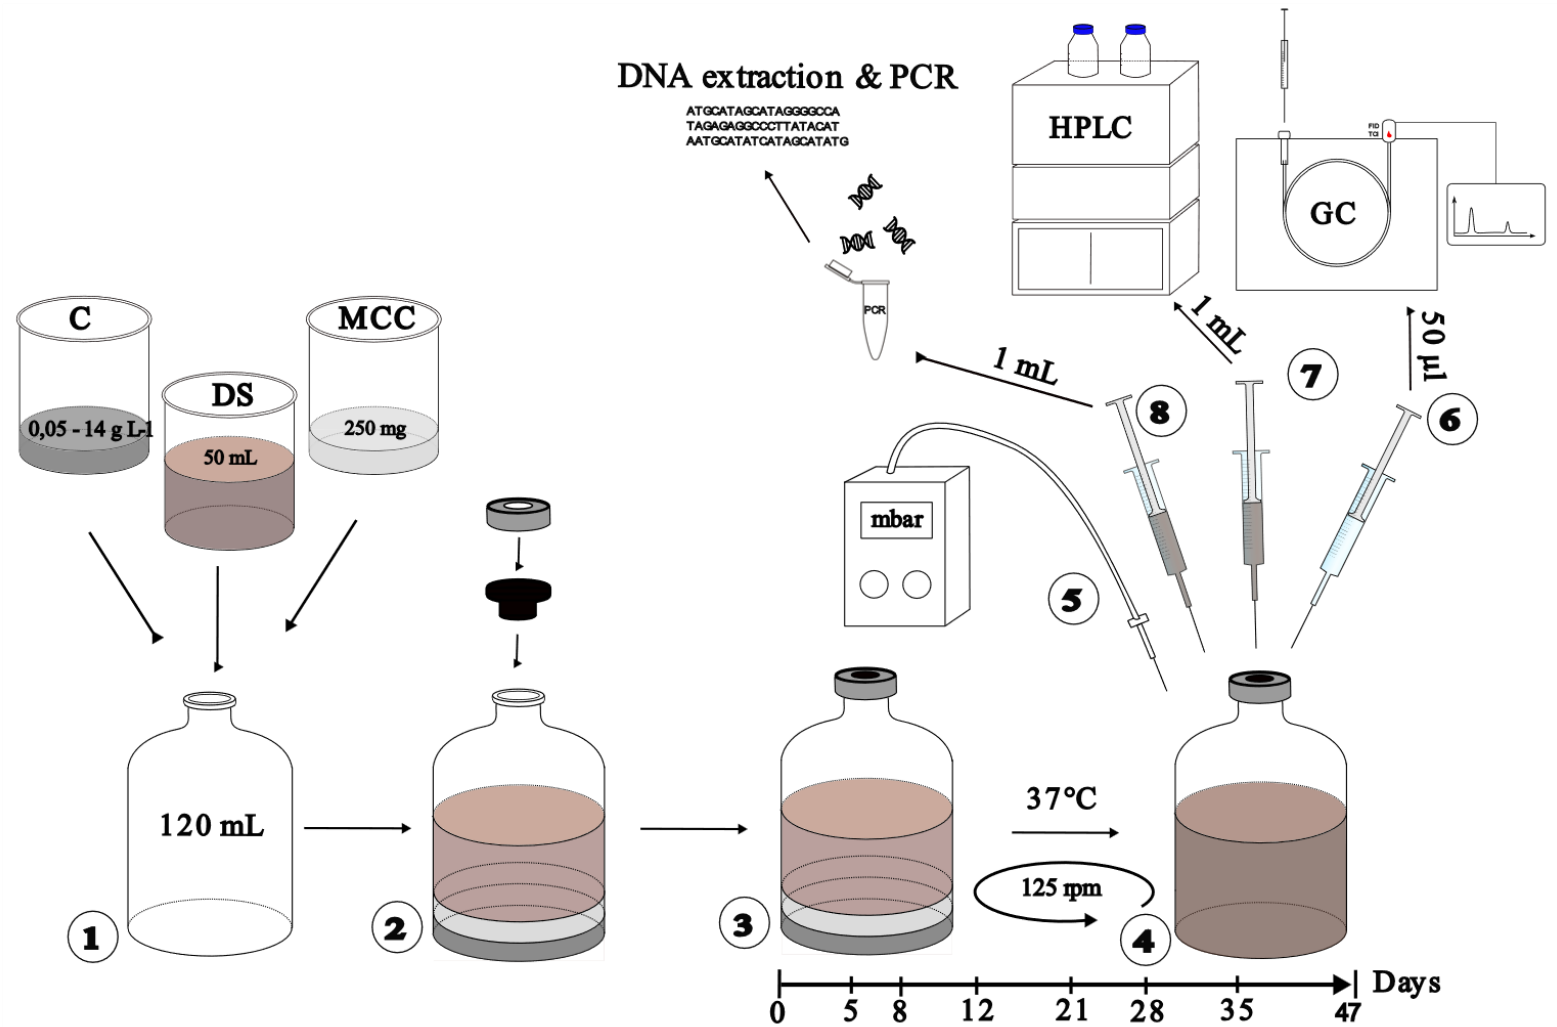 DNA extraction & PCR
ATGCATAGCATAGGGGCCA
TAGAGAGGCCCTTATACAT
AATGCATATCATAGCATATG
PCR
HPLC
FID
TCI
GC
C
0,05 - 14 g L-1
DS
50 mL
MCC
250 mg
1 mL
1 mL
50 µl
8
7
6
mbar
5
120 mL
1
2
3
37°C
125 rpm
4
0 5 8 12 21 28 35 47 Days